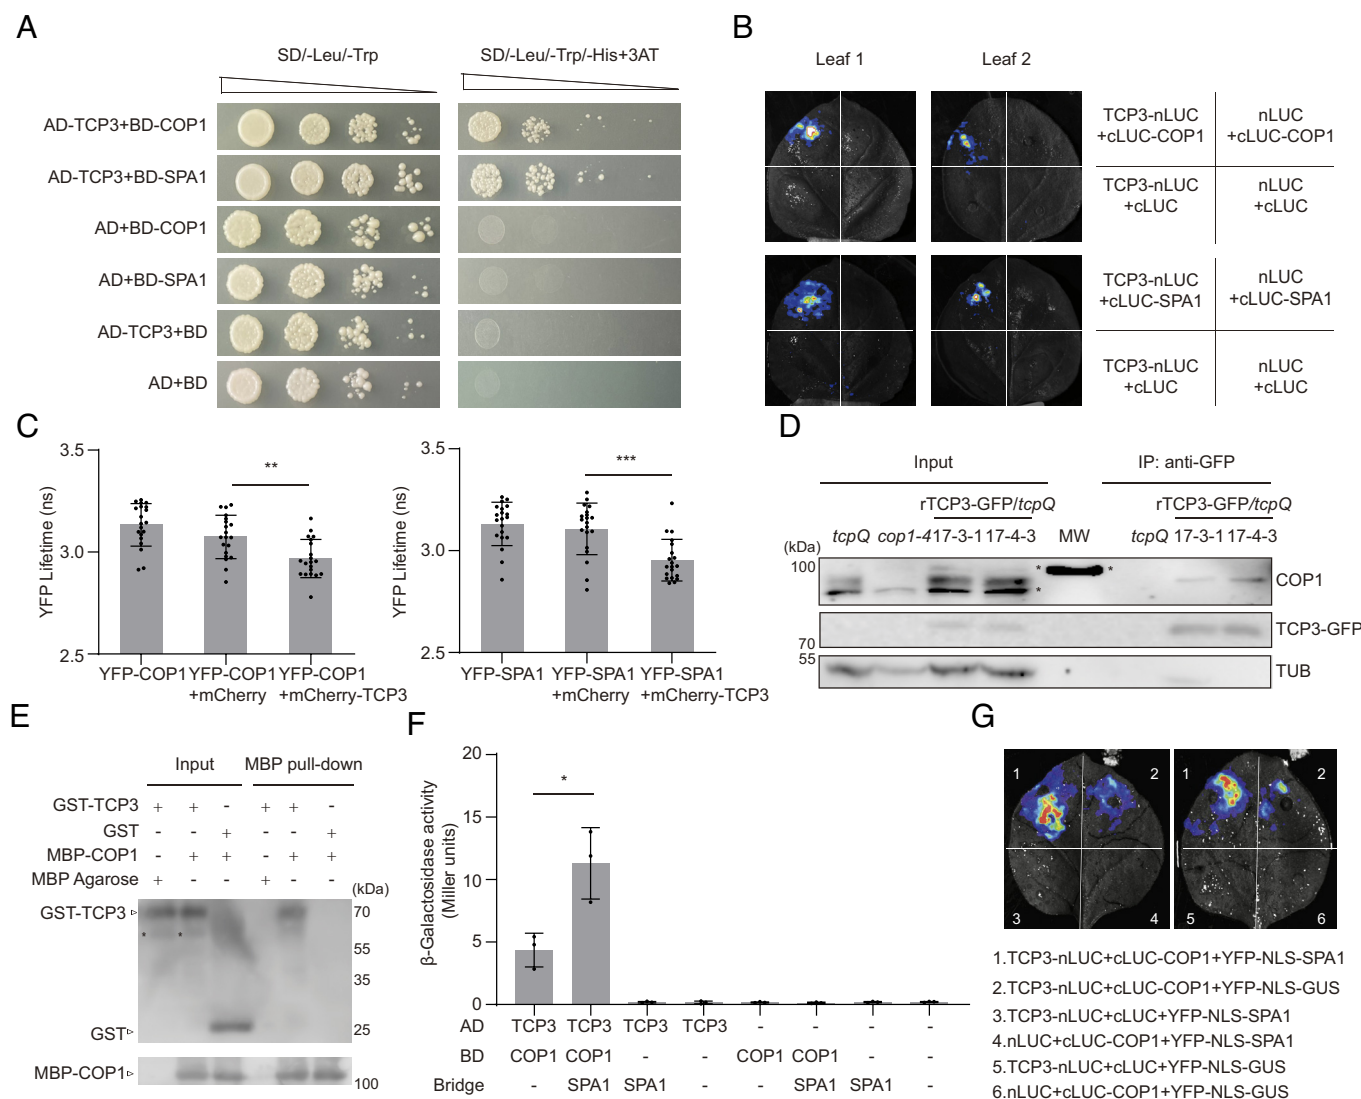 A
SD/-Leu/-Trp
SD/-Leu/-Trp/-His+3AT
AD-TCP3+BD-COP1
AD-TCP3+BD-SPA1
AD+BD-COP1
AD+BD-SPA1
AD-TCP3+BD
AD+BD
B
Leaf 1
Leaf 2
TCP3-nLUC
+cLUC-COP1
nLUC
+cLUC-COP1
TCP3-nLUC
+cLUC
nLUC
+cLUC
TCP3-nLUC
+cLUC-SPA1
nLUC
+cLUC-SPA1
TCP3-nLUC
+cLUC
nLUC
+cLUC
C
YFP Lifetime (ns)
3.5
3.0
2.5
**
YFP-COP1
YFP-COP1
+mCherry
YFP-COP1
+mCherry-TCP3
YFP Lifetime (ns)
3.5
3.0
2.5
***
YFP-SPA1
YFP-SPA1
+mCherry
YFP-SPA1
+mCherry-TCP3
D
Input
IP: anti-GFP
rTCP3-GFP/tcpQ
rTCP3-GFP/tcpQ
tcpQ cop1-4 17-3-1 17-4-3 MW tcpQ 17-3-1 17-4-3
(kDa)
100
* *
*
COP1
TCP3-GFP
70
55
TUB
E
Input MBP pull-down
GST-TCP3 + + - + + -
GST - - + - - +
MBP-COP1 - + + - + +
MBP Agarose + - - + - -
(kDa)
GST-TCP3
70
* *
55
35
GST
25
MBP-COP1
100
F
β-Galactosidase activity
(Miller units)
20
15
10
5
0
*
AD TCP3 TCP3 TCP3 TCP3 - - - -
BD COP1 COP1 - - COP1 COP1 - -
Bridge - SPA1 SPA1 - - SPA1 SPA1 -
G
1 2
3 4
1 2
5 6
1.TCP3-nLUC+cLUC-COP1+YFP-NLS-SPA1
2.TCP3-nLUC+cLUC-COP1+YFP-NLS-GUS
3.TCP3-nLUC+cLUC+YFP-NLS-SPA1
4.nLUC+cLUC-COP1+YFP-NLS-SPA1
5.TCP3-nLUC+cLUC+YFP-NLS-GUS
6.nLUC+cLUC-COP1+YFP-NLS-GUS